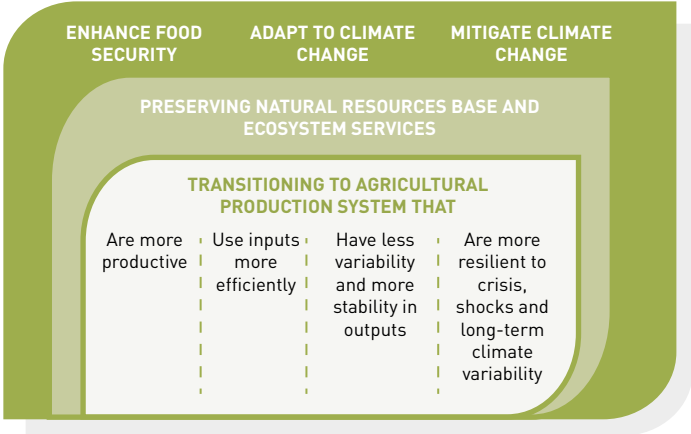 ENHANCE FOOD
SECURITY
ADAPT TO CLIMATE
CHANGE
MITIGATE CLIMATE
CHANGE
PRESERVING NATURAL RESOURCES BASE AND
ECOSYSTEM SERVICES
TRANSITIONING TO AGRICULTURAL
PRODUCTION SYSTEM THAT
Are more
productive
Use inputs
more
efficiently
Have less
variability
and more
stability in
outputs
Are more
resilient to
crisis,
shocks and
long-term
climate
variability